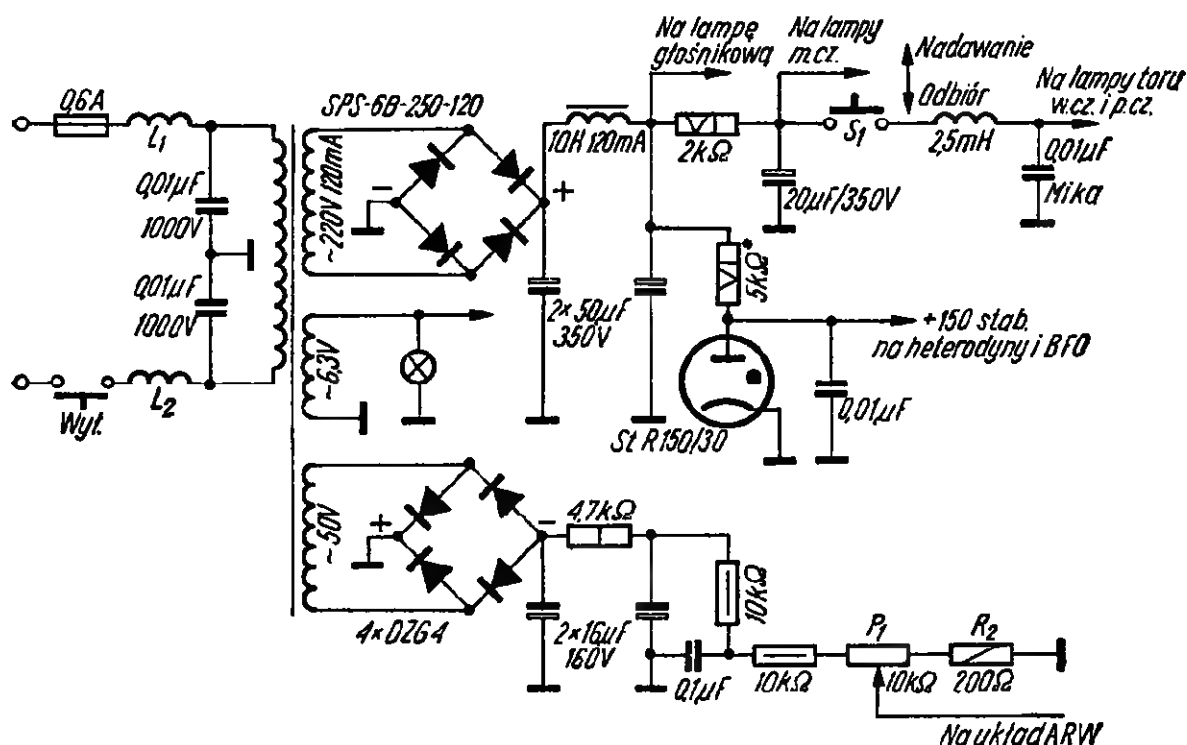 Na lampę
głośnikową
Na lampy
m.cz.
Nadawanie
Odbiór
Na lampy toru
w.cz. i p.cz.
0,6A
L1
SPS-6B-250-120
10H 120mA
2kΩ
S1
2,5mH
0,01µF
Mika
0,01µF
1000V
~220V 120mA
-
+
20µF/350V
0,01µF
1000V
2×50µF
350V
5kΩ
*
+150 stab.
na heterodyny i BFO
~6,3V
0,01µF
L2
Wył.
St R150/30
~50V
+
-
4,7kΩ
10kΩ
4×DZG4
2×16µF
160V
0,1µF
10kΩ
P1
10kΩ
R2
200Ω
Na układ ARW